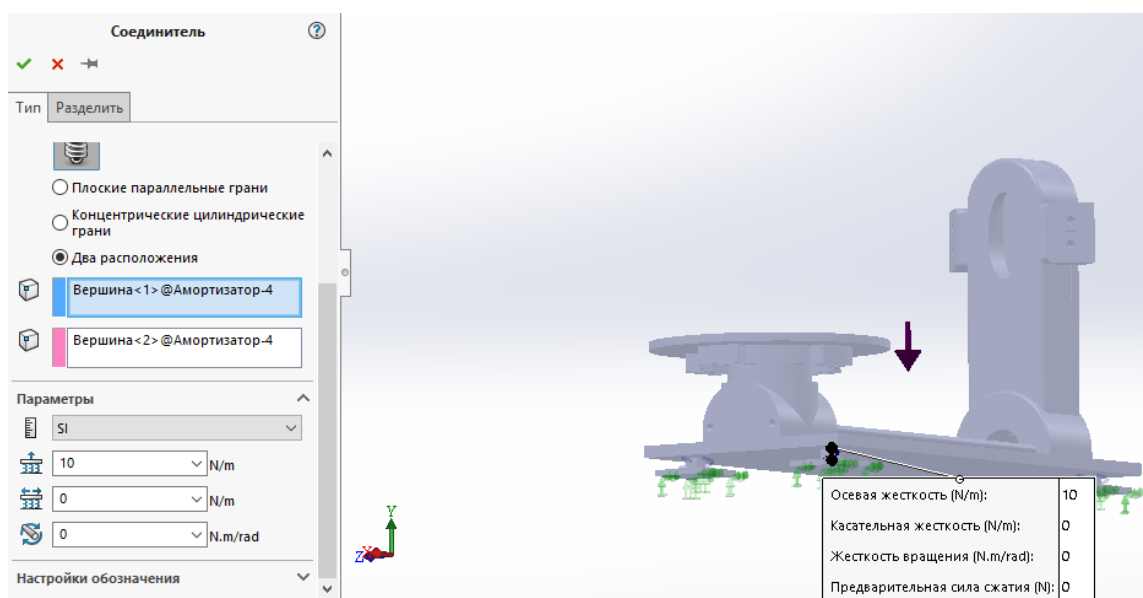 Соединитель
Тип Разделить
Плоские параллельные грани
Концентрические цилиндрические
грани
Два расположения
Вершина<1>@Амортизатор-4
Вершина<2>@Амортизатор-4
Параметры
SI
10 N/m
0 N/m
0 N.m/rad
Настройки обозначения
Y
Z X
Осевая жесткость (N/m): 10
Касательная жесткость (N/m): 0
Жесткость вращения (N.m/rad): 0
Предварительная сила сжатия (N): 0